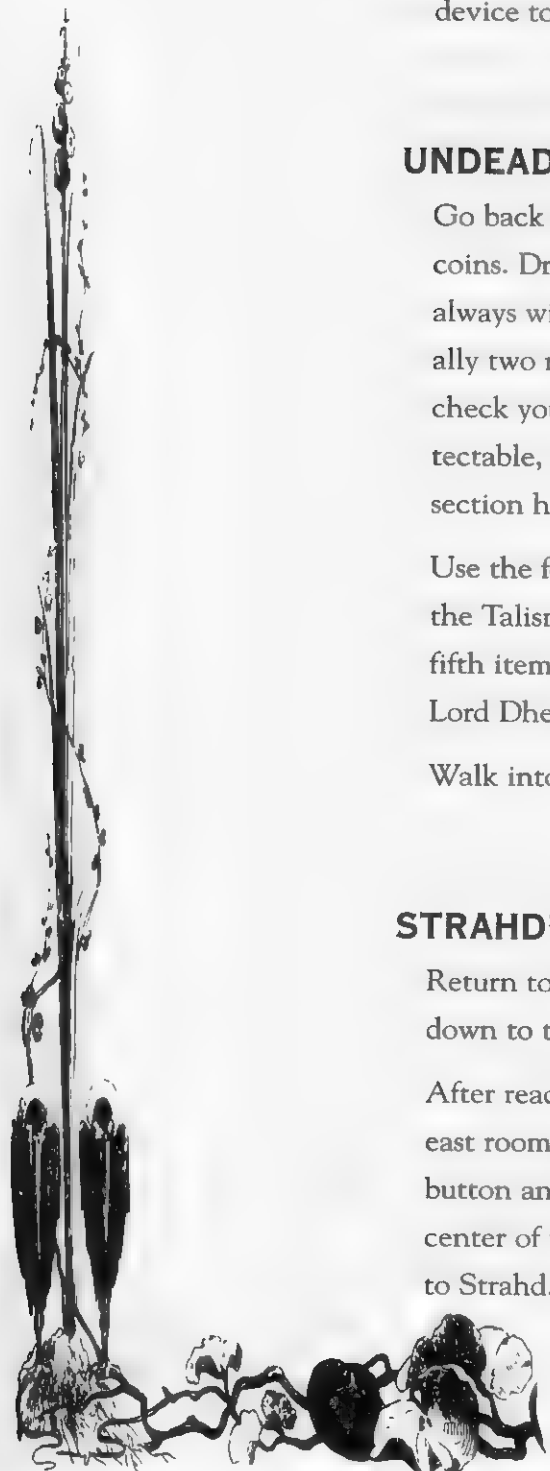 device to
UNDEAD
Go back
coins. Dr
always wi
ally two r
check you
tectable,
section h
Use the f
the Talisr
fifth item
Lord Dhe
Walk into
STRAHD'
Return to
down to t
After reac
east room
button an
center of
to Strahd.